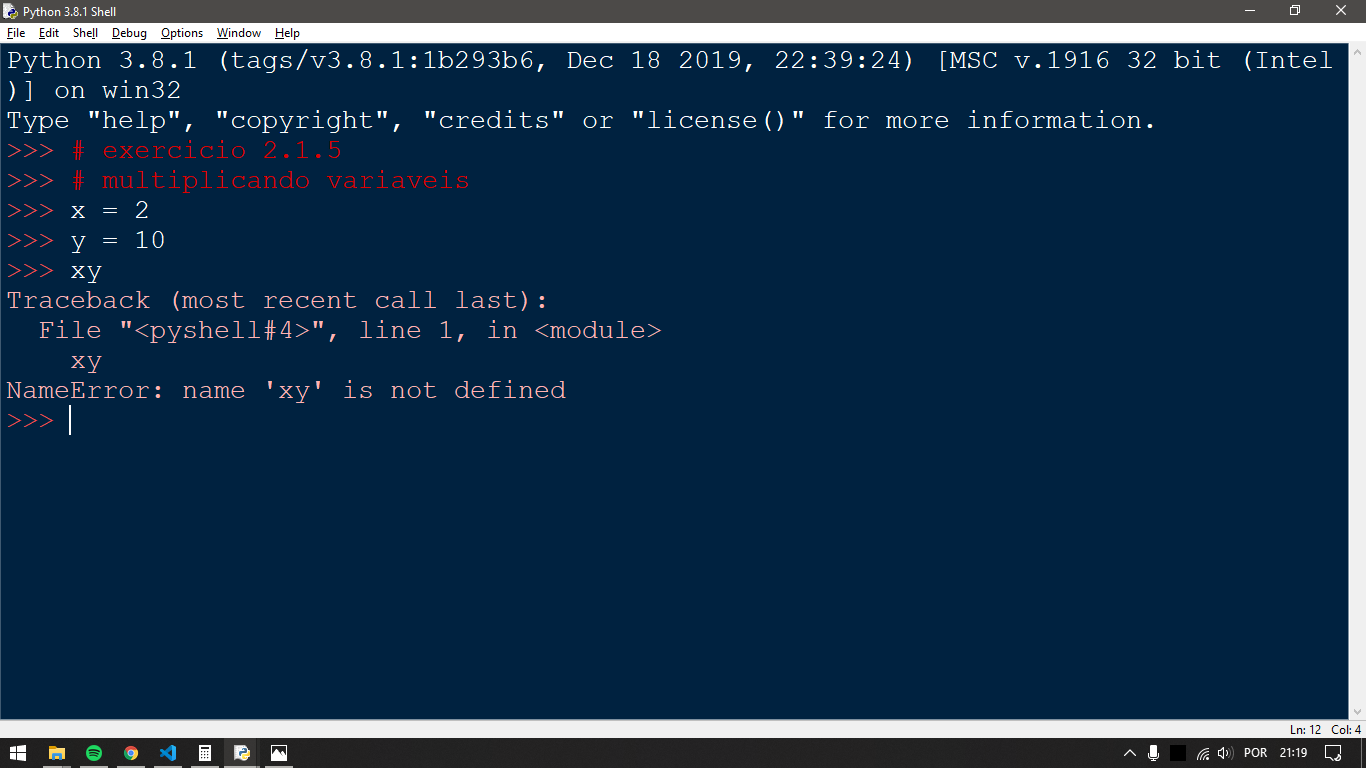 Python 3.8.1 Shell
File Edit Shell Debug Options Window Help
Python 3.8.1 (tags/v3.8.1:1b293b6, Dec 18 2019, 22:39:24) [MSC v.1916 32 bit (Intel
)] on win32
Type "help", "copyright", "credits" or "license()" for more information.
>>> # exercicio 2.1.5
>>> # multiplicando variaveis
>>> x = 2
>>> y = 10
>>> xy
Traceback (most recent call last):
  File "<pyshell#4>", line 1, in <module>
    xy
NameError: name 'xy' is not defined
>>>
Ln: 12 Col: 4
POR 21:19